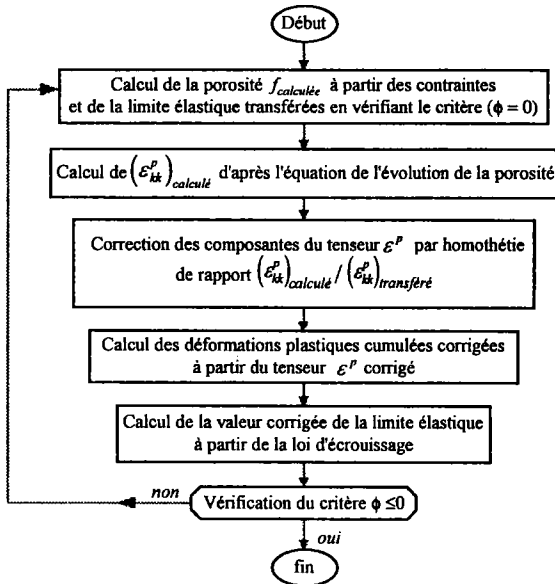 Début
Calcul de la porosité f_calculée à partir des contraintes
et de la limite élastique transférées en vérifiant le critère (ϕ = 0)
Calcul de (ε^p_kk)_calculé d'après l'équation de l'évolution de la porosité
Correction des composantes du tenseur ε^p par homothétie
de rapport (ε^p_kk)_calculé / (ε^p_kk)_transféré
Calcul des déformations plastiques cumulées corrigées
à partir du tenseur ε^p corrigé
Calcul de la valeur corrigée de la limite élastique
à partir de la loi d'écrouissage
non
Vérification du critère ϕ ≤0
oui
fin